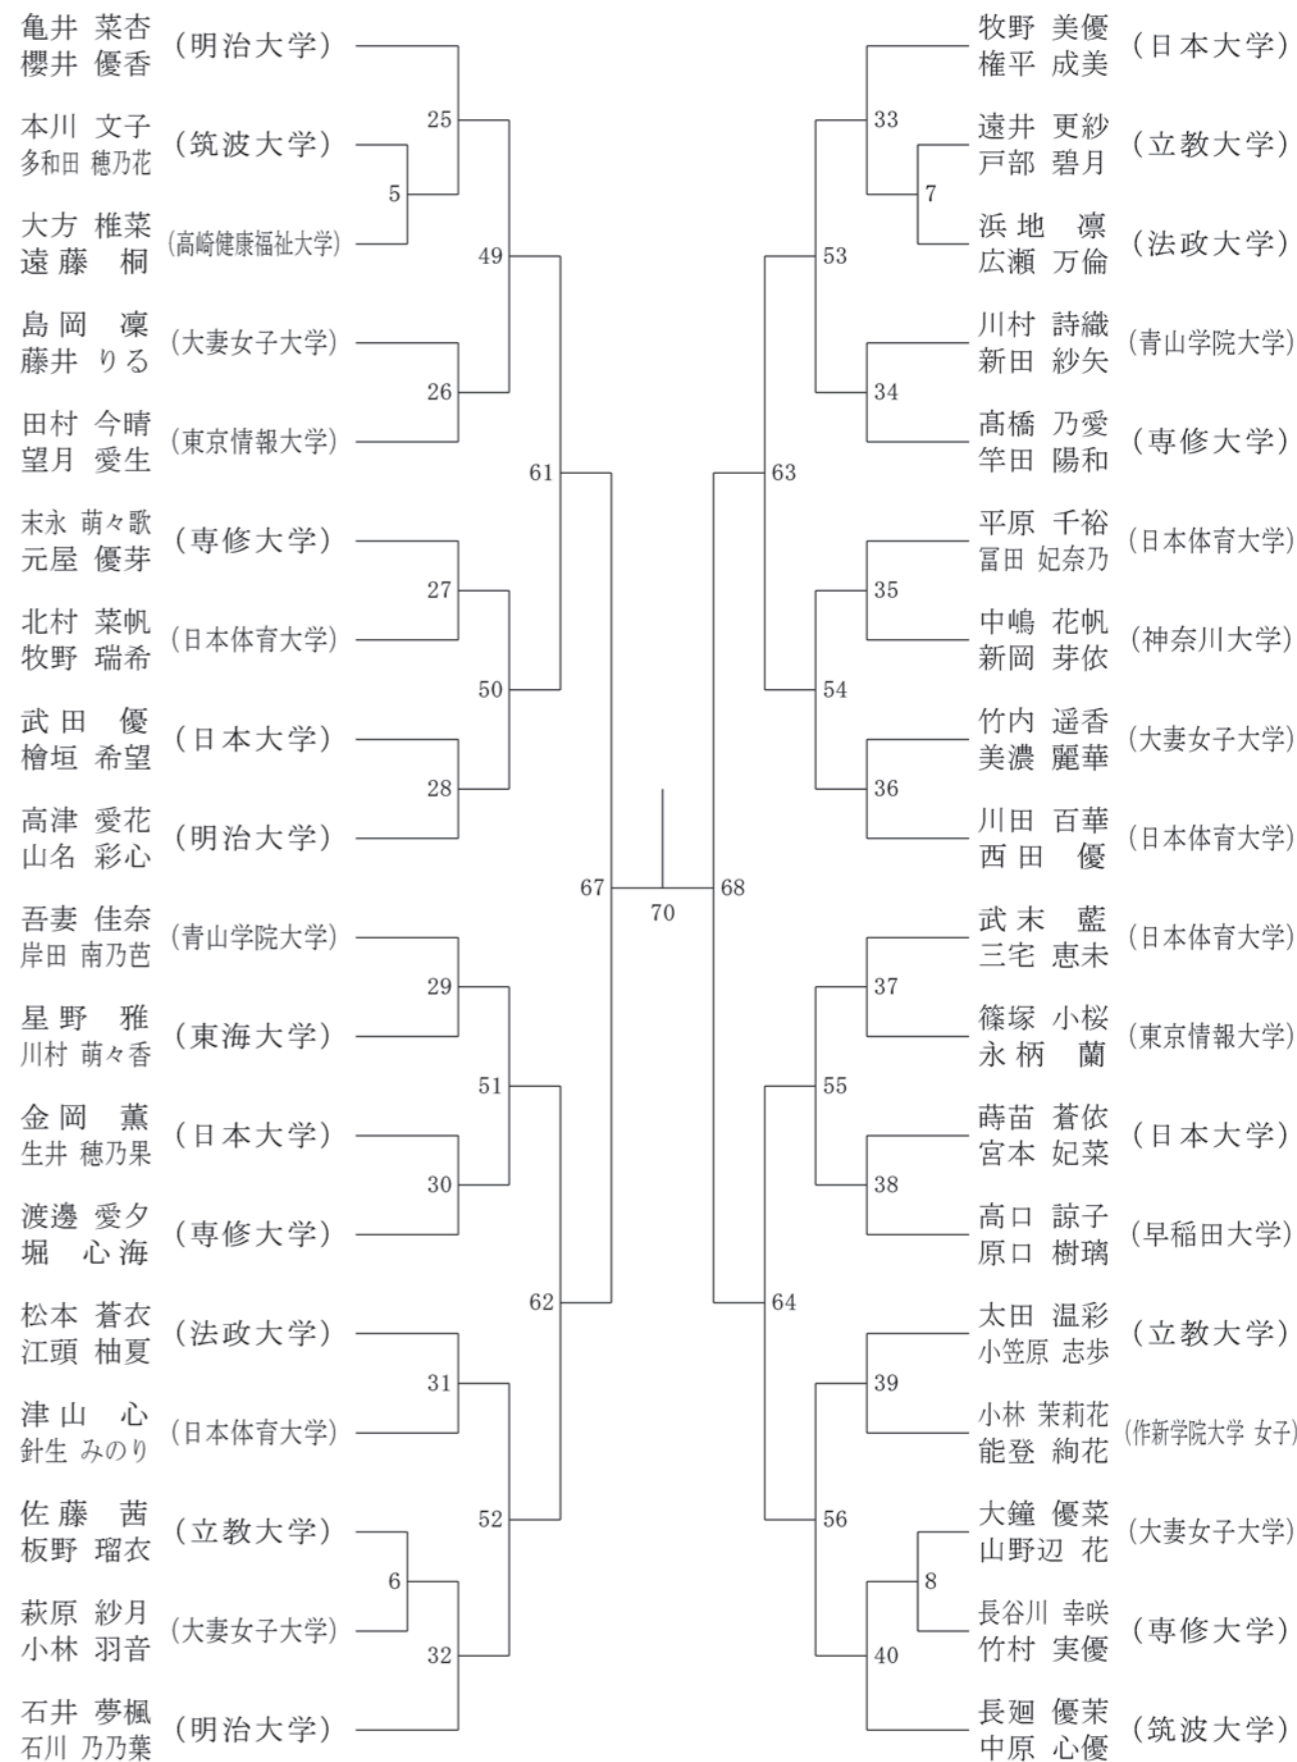 亀井 菜杏
櫻井 優香
(明治大学)
本川 文子
多和田 穂乃花
(筑波大学)
大方 椎菜
遠藤 桐
(高崎健康福祉大学)
島岡 凜
藤井 りる
(大妻女子大学)
田村 今晴
望月 愛生
(東京情報大学)
末永 萌々歌
元屋 優芽
(専修大学)
北村 菜帆
牧野 瑞希
(日本体育大学)
武田 優
檜垣 希望
(日本大学)
高津 愛花
山名 彩心
(明治大学)
吾妻 佳奈
岸田 南乃芭
(青山学院大学)
星野 雅
川村 萌々香
(東海大学)
金岡 薫
生井 穂乃果
(日本大学)
渡邊 愛夕
堀 心海
(専修大学)
松本 蒼衣
江頭 柚夏
(法政大学)
津山 心
針生 みのり
(日本体育大学)
佐藤 茜
板野 瑠衣
(立教大学)
萩原 紗月
小林 羽音
(大妻女子大学)
石井 夢楓
石川 乃乃葉
(明治大学)
25
5
49
26
61
27
50
28
67
29
51
30
62
31
52
6
32
70
33
7
53
34
63
35
54
36
68
37
55
38
64
39
56
8
40
牧野 美優
権平 成美
(日本大学)
遠井 更紗
戸部 碧月
(立教大学)
浜地 凛
広瀬 万倫
(法政大学)
川村 詩織
新田 紗矢
(青山学院大学)
髙橋 乃愛
竿田 陽和
(専修大学)
平原 千裕
冨田 妃奈乃
(日本体育大学)
中嶋 花帆
新岡 芽依
(神奈川大学)
竹内 遥香
美濃 麗華
(大妻女子大学)
川田 百華
西田 優
(日本体育大学)
武末 藍
三宅 恵未
(日本体育大学)
篠塚 小桜
永柄 蘭
(東京情報大学)
蒔苗 蒼依
宮本 妃菜
(日本大学)
高口 諒子
原口 樹璃
(早稲田大学)
太田 温彩
小笠原 志歩
(立教大学)
小林 茉莉花
能登 絢花
(作新学院大学 女子)
大鐘 優菜
山野辺 花
(大妻女子大学)
長谷川 幸咲
竹村 実優
(専修大学)
長廻 優茉
中原 心優
(筑波大学)